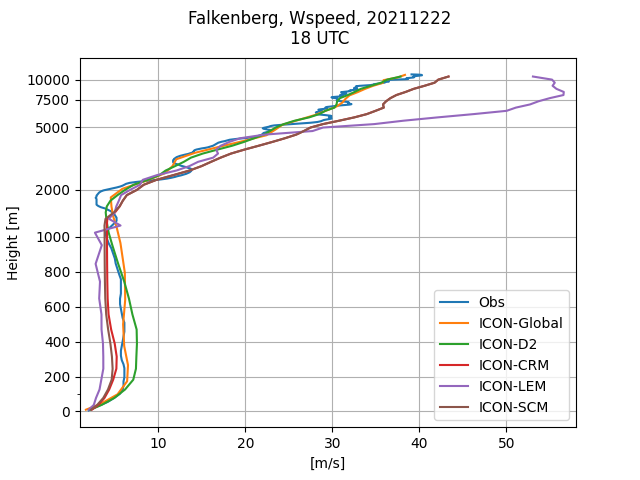 Falkenberg, Wspeed, 20211222
18 UTC
10000
7500
5000
2000
1000
800
600
400
200
0
Height [m]
10 20 30 40 50
[m/s]
Obs
ICON-Global
ICON-D2
ICON-CRM
ICON-LEM
ICON-SCM